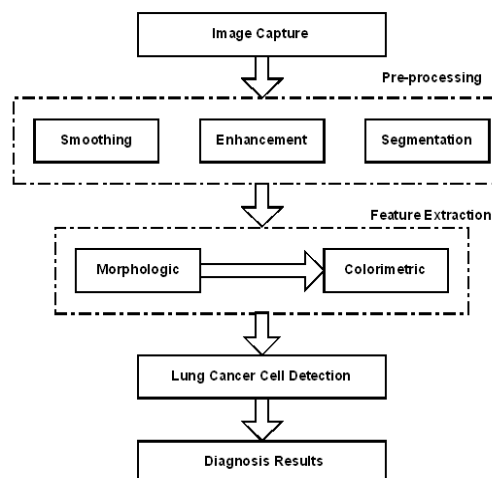 Image Capture
Pre-processing
Smoothing
Enhancement
Segmentation
Feature Extraction
Morphologic
Colorimetric
Lung Cancer Cell Detection
Diagnosis Results